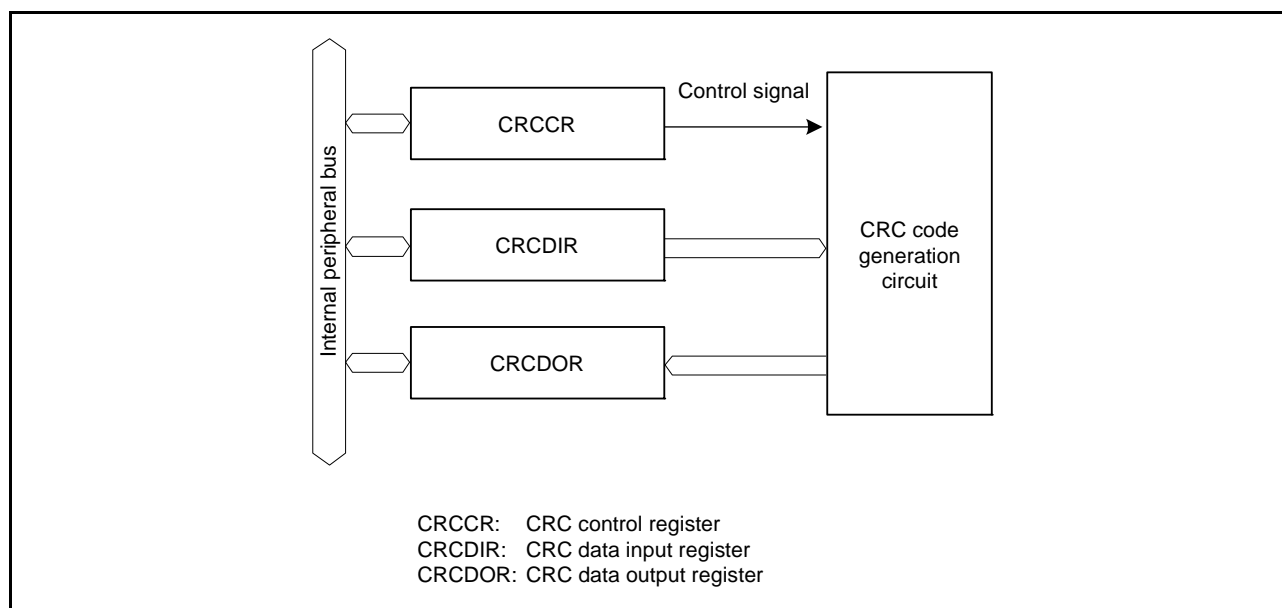 Internal peripheral bus
CRCCR
Control signal
CRCDIR
CRCDOR
CRC code
generation
circuit
CRCCR: CRC control register
CRCDIR: CRC data input register
CRCDOR: CRC data output register